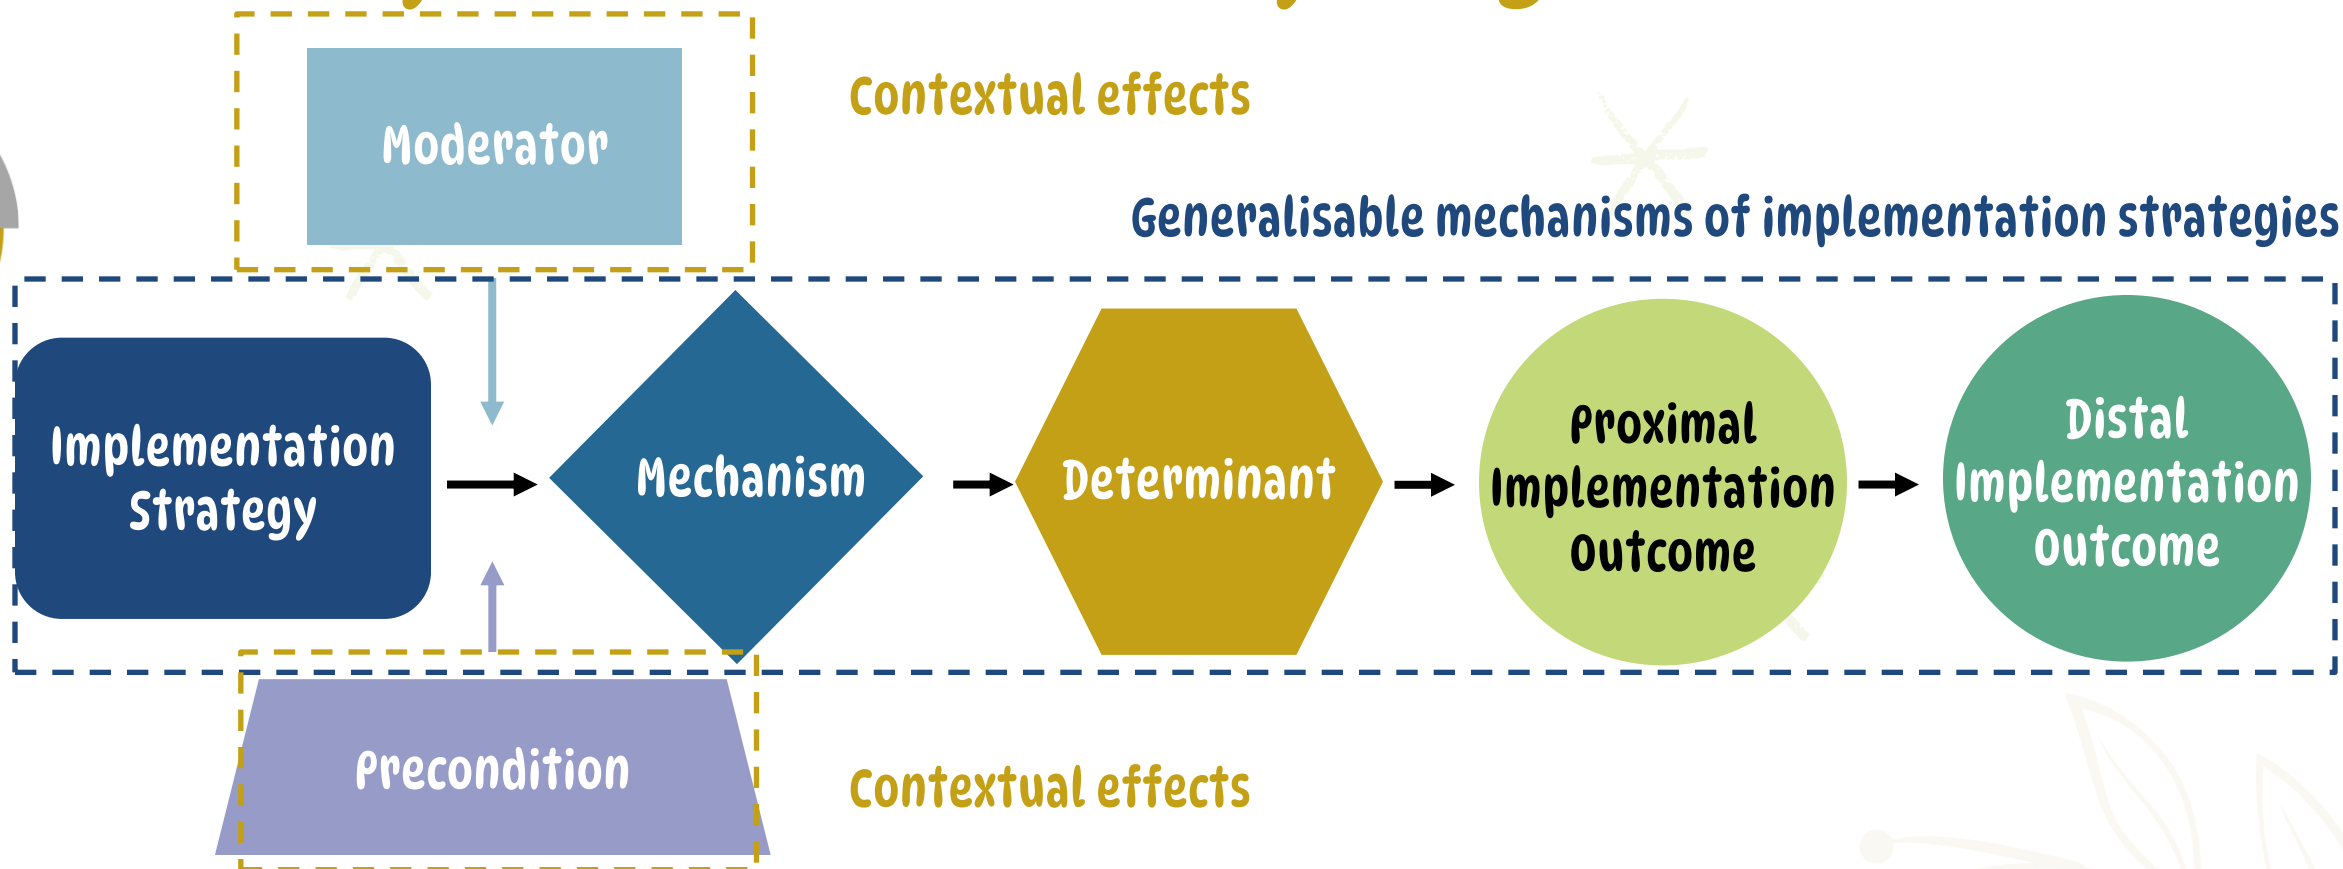 Moderator
Contextual effects
Generalisable mechanisms of implementation strategies
Implementation
Strategy
Mechanism
Determinant
Proximal
Implementation
Outcome
Distal
Implementation
Outcome
Precondition
Contextual effects